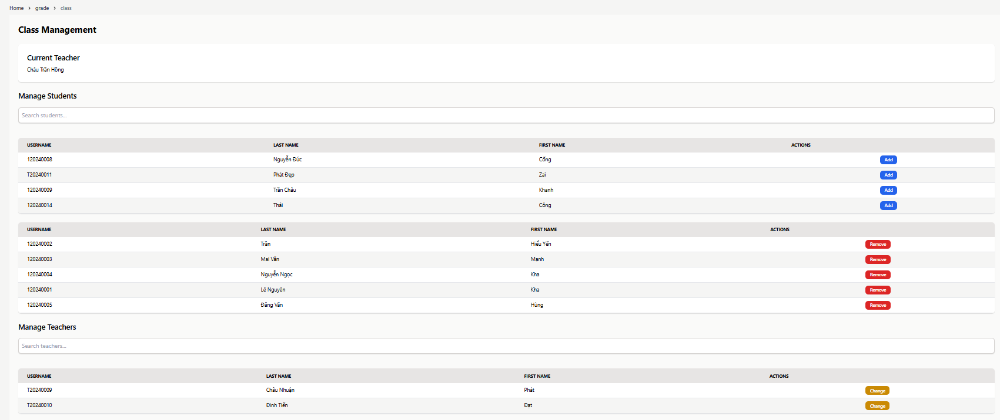 Home > grade > class
Class Management
Current Teacher
Châu Trần Hồng
Manage Students
Search students...
USERNAME LAST NAME FIRST NAME ACTIONS
120240008 Nguyễn Đức Cống Add
T20240011 Phát Đẹp Zai Add
120240009 Trần Châu Khanh Add
120240014 Thái Công Add
USERNAME LAST NAME FIRST NAME ACTIONS
120240002 Trần Hiểu Yến Remove
120240003 Mai Văn Mạnh Remove
120240004 Nguyễn Ngọc Kha Remove
120240001 Lê Nguyên Kha Remove
120240005 Đặng Văn Hùng Remove
Manage Teachers
Search teachers...
USERNAME LAST NAME FIRST NAME ACTIONS
T20240009 Châu Nhuận Phát Change
T20240010 Đinh Tiến Đạt Change